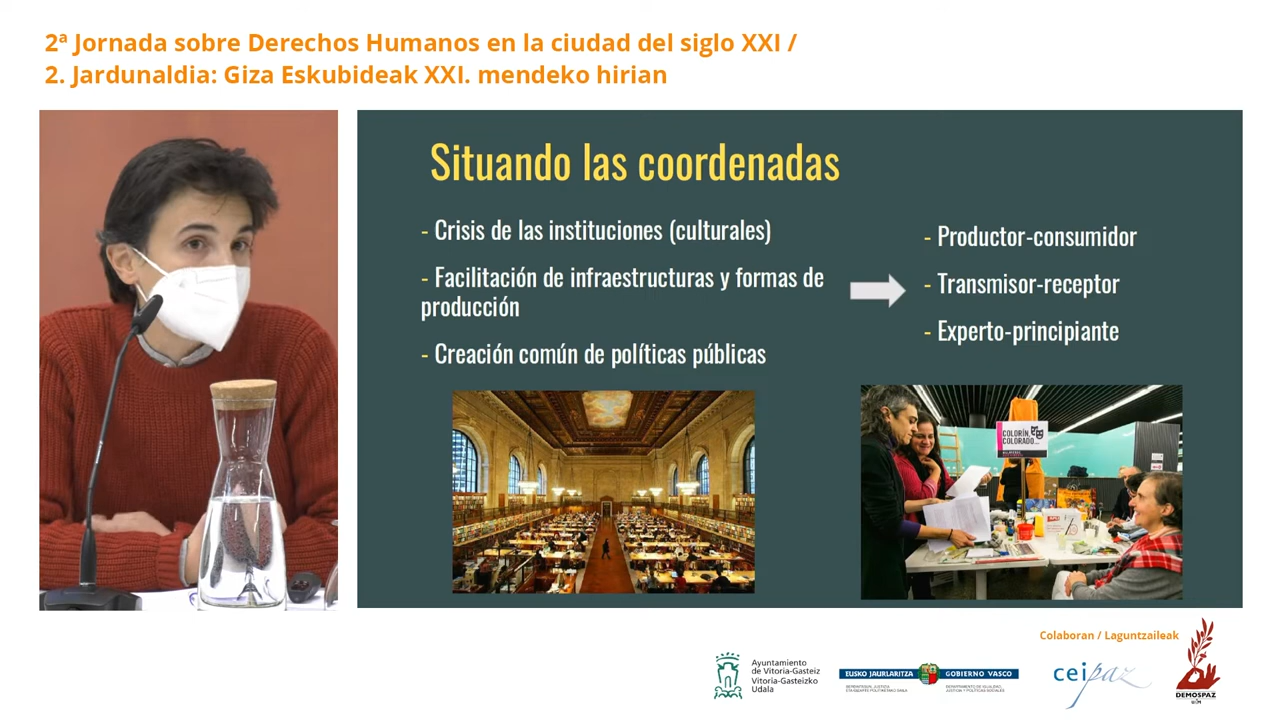 2ª Jornada sobre Derechos Humanos en la ciudad del siglo XXI /
2. Jardunaldia: Giza Eskubideak XXI. mendeko hirian
Situando las coordenadas
- Crisis de las instituciones (culturales)
- Facilitación de infraestructuras y formas de
producción
- Creación común de políticas públicas
- Productor-consumidor
- Transmisor-receptor
- Experto-principiante
COLORÍN,
COLORADO...
Colaboran / Laguntzaileak
Ayuntamiento
de Vitoria-Gasteiz
Vitoria-Gasteizko
Udala
EUSKO JAURLARITZA
GOBIERNO VASCO
ceipaz
DEMOSPAZ